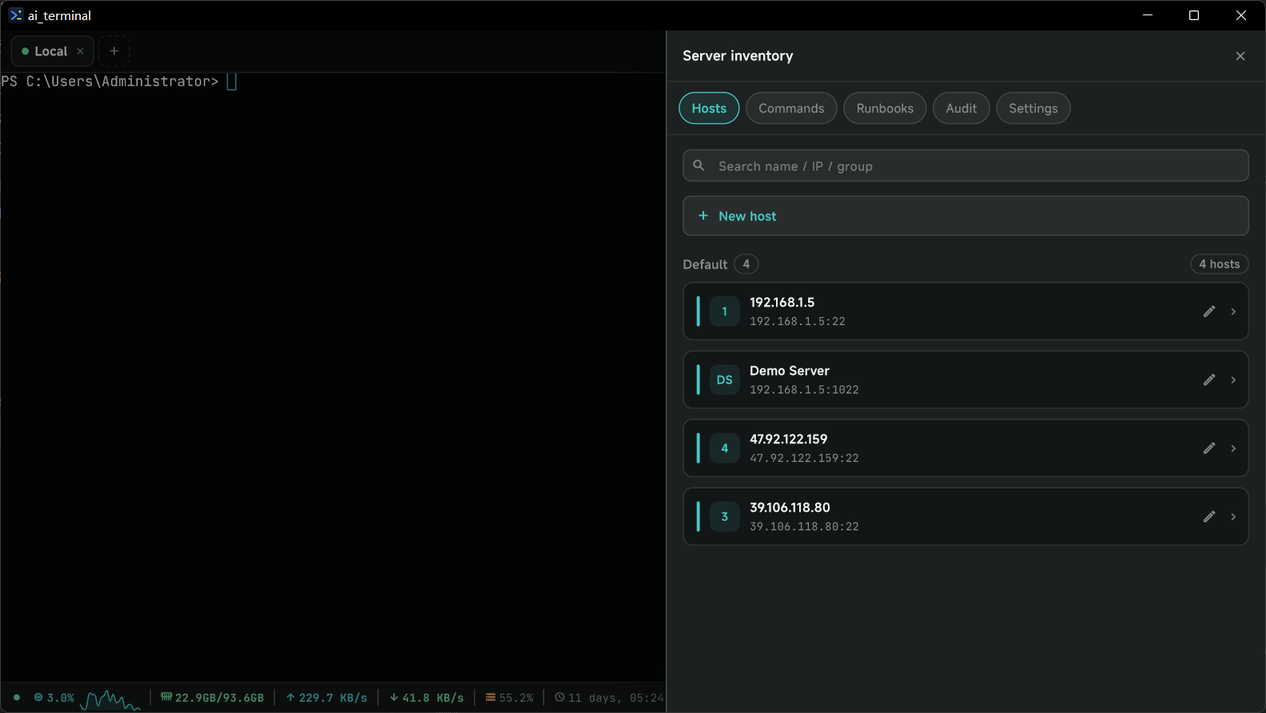 ai_terminal
Local
PS C:\Users\Administrator>
Server inventory
Hosts
Commands
Runbooks
Audit
Settings
Search name / IP / group
+ New host
Default 4
4 hosts
1
192.168.1.5
192.168.1.5:22
DS
Demo Server
192.168.1.5:1022
4
47.92.122.159
47.92.122.159:22
3
39.106.118.80
39.106.118.80:22
3.0%
22.9GB/93.6GB
229.7 KB/s
41.8 KB/s
55.2%
11 days, 05:24